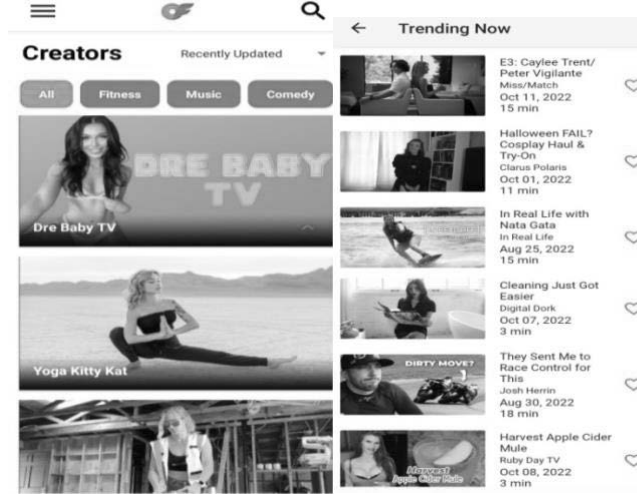 Creators
Recently Updated
All
Fitness
Music
Comedy
DRE BABY
TV
Dre Baby TV
Yoga Kitty Kat
Trending Now
E3: Caylee Trent/
Peter Vigilante
Miss/Match
Oct 11, 2022
15 min
Halloween FAIL?
Cosplay Haul &
Try-On
Clarus Polaris
Oct 01, 2022
11 min
In Real Life with
Nata Gata
In Real Life
Aug 25, 2022
15 min
Cleaning Just Got
Easier
Digital Dork
Oct 07, 2022
3 min
DIRTY MOVE?
They Sent Me to
Race Control for
This
Josh Herrin
Aug 30, 2022
18 min
Harvest
Apple Cider Mule
Harvest Apple Cider
Mule
Ruby Day TV
Oct 08, 2022
3 min